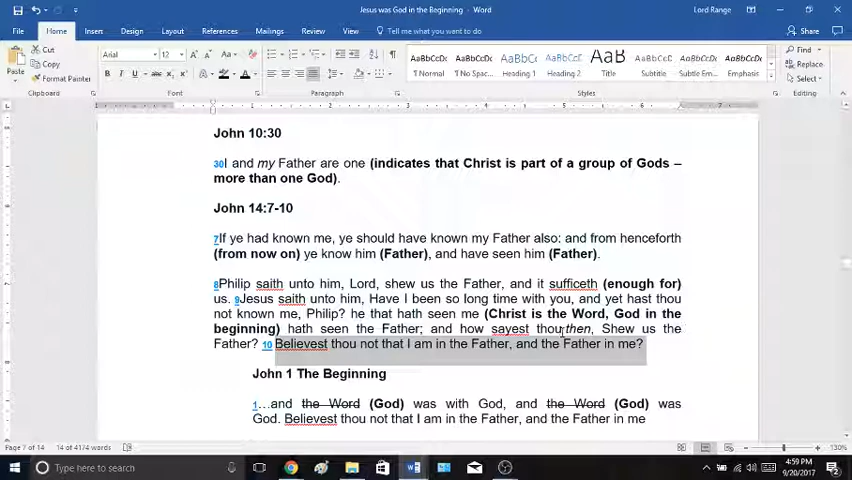 Jesus was God in the Beginning - Word
Lord Range
File Home Insert Draw Design Layout References Mailings Review View Tell me what you want to do
Share
Paste
Cut
Copy
Format Painter
Arial 12
Aa
B I U
AaBbCcDc AaBbCcDc AaBbCc AaBbCcD AaBb AaBbCcD AaBbCcDc AaBbCcDc
¶ Normal ¶ No Spac... Heading 1 Heading 2 Title Subtitle Subtle Em... Emphasis
Find
Replace
Select
Clipboard Font Paragraph Styles Editing
John 10:30
30I and my Father are one (indicates that Christ is part of a group of Gods –
more than one God).
John 14:7-10
7If ye had known me, ye should have known my Father also: and from henceforth
(from now on) ye know him (Father), and have seen him (Father).
8Philip saith unto him, Lord, shew us the Father, and it sufficeth (enough for)
us. 9Jesus saith unto him, Have I been so long time with you, and yet hast thou
not known me, Philip? he that hath seen me (Christ is the Word, God in the
beginning) hath seen the Father; and how sayest thouthen, Shew us the
Father? 10 Believest thou not that I am in the Father, and the Father in me?
John 1 The Beginning
1…and the Word (God) was with God, and the Word (God) was
God. Believest thou not that I am in the Father, and the Father in me
Page 7 of 14 14 of 4174 words
130%
Type here to search
4:59 PM
9/20/2017